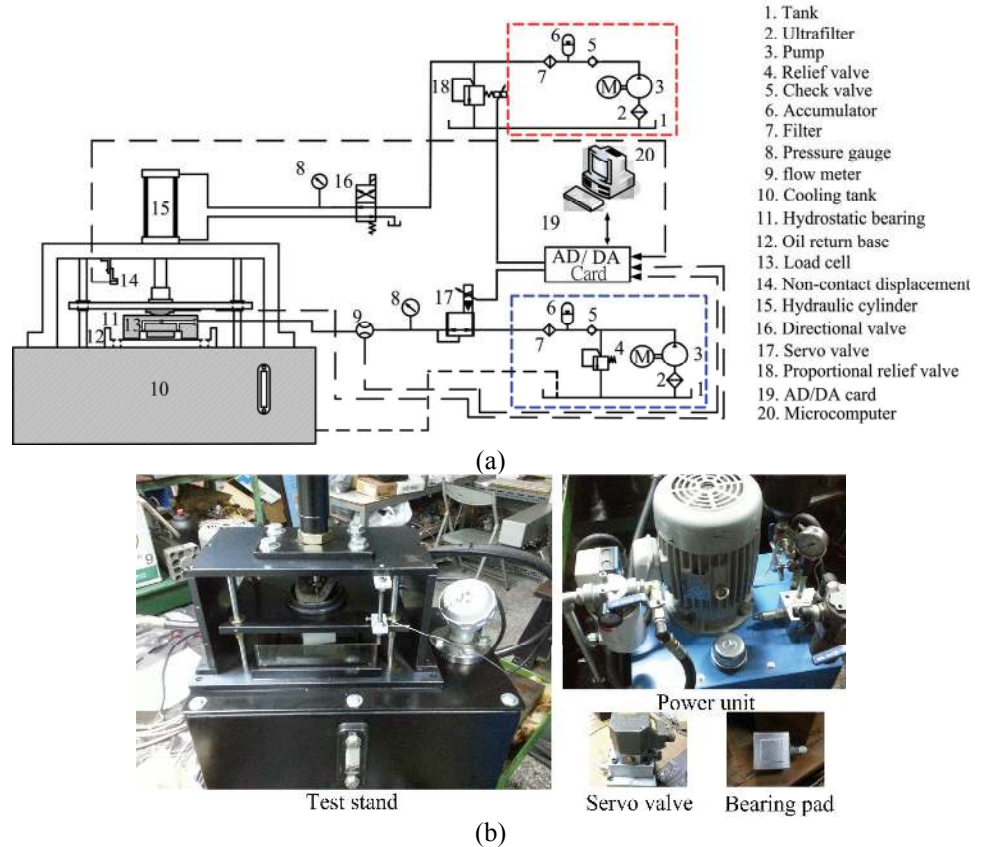 1. Tank
2. Ultrafilter
3. Pump
4. Relief valve
5. Check valve
6. Accumulator
7. Filter
8. Pressure gauge
9. flow meter
10. Cooling tank
11. Hydrostatic bearing
12. Oil return base
13. Load cell
14. Non-contact displacement
15. Hydraulic cylinder
16. Directional valve
17. Servo valve
18. Proportional relief valve
19. AD/DA card
20. Microcomputer
6
5
7
M
3
18
2
1
8
16
20
15
19
AD/DA
Card
14
17
8
11
13
12
9
6
5
7
4
M
3
2
1
10
(a)
Test stand
Power unit
Servo valve
Bearing pad
(b)